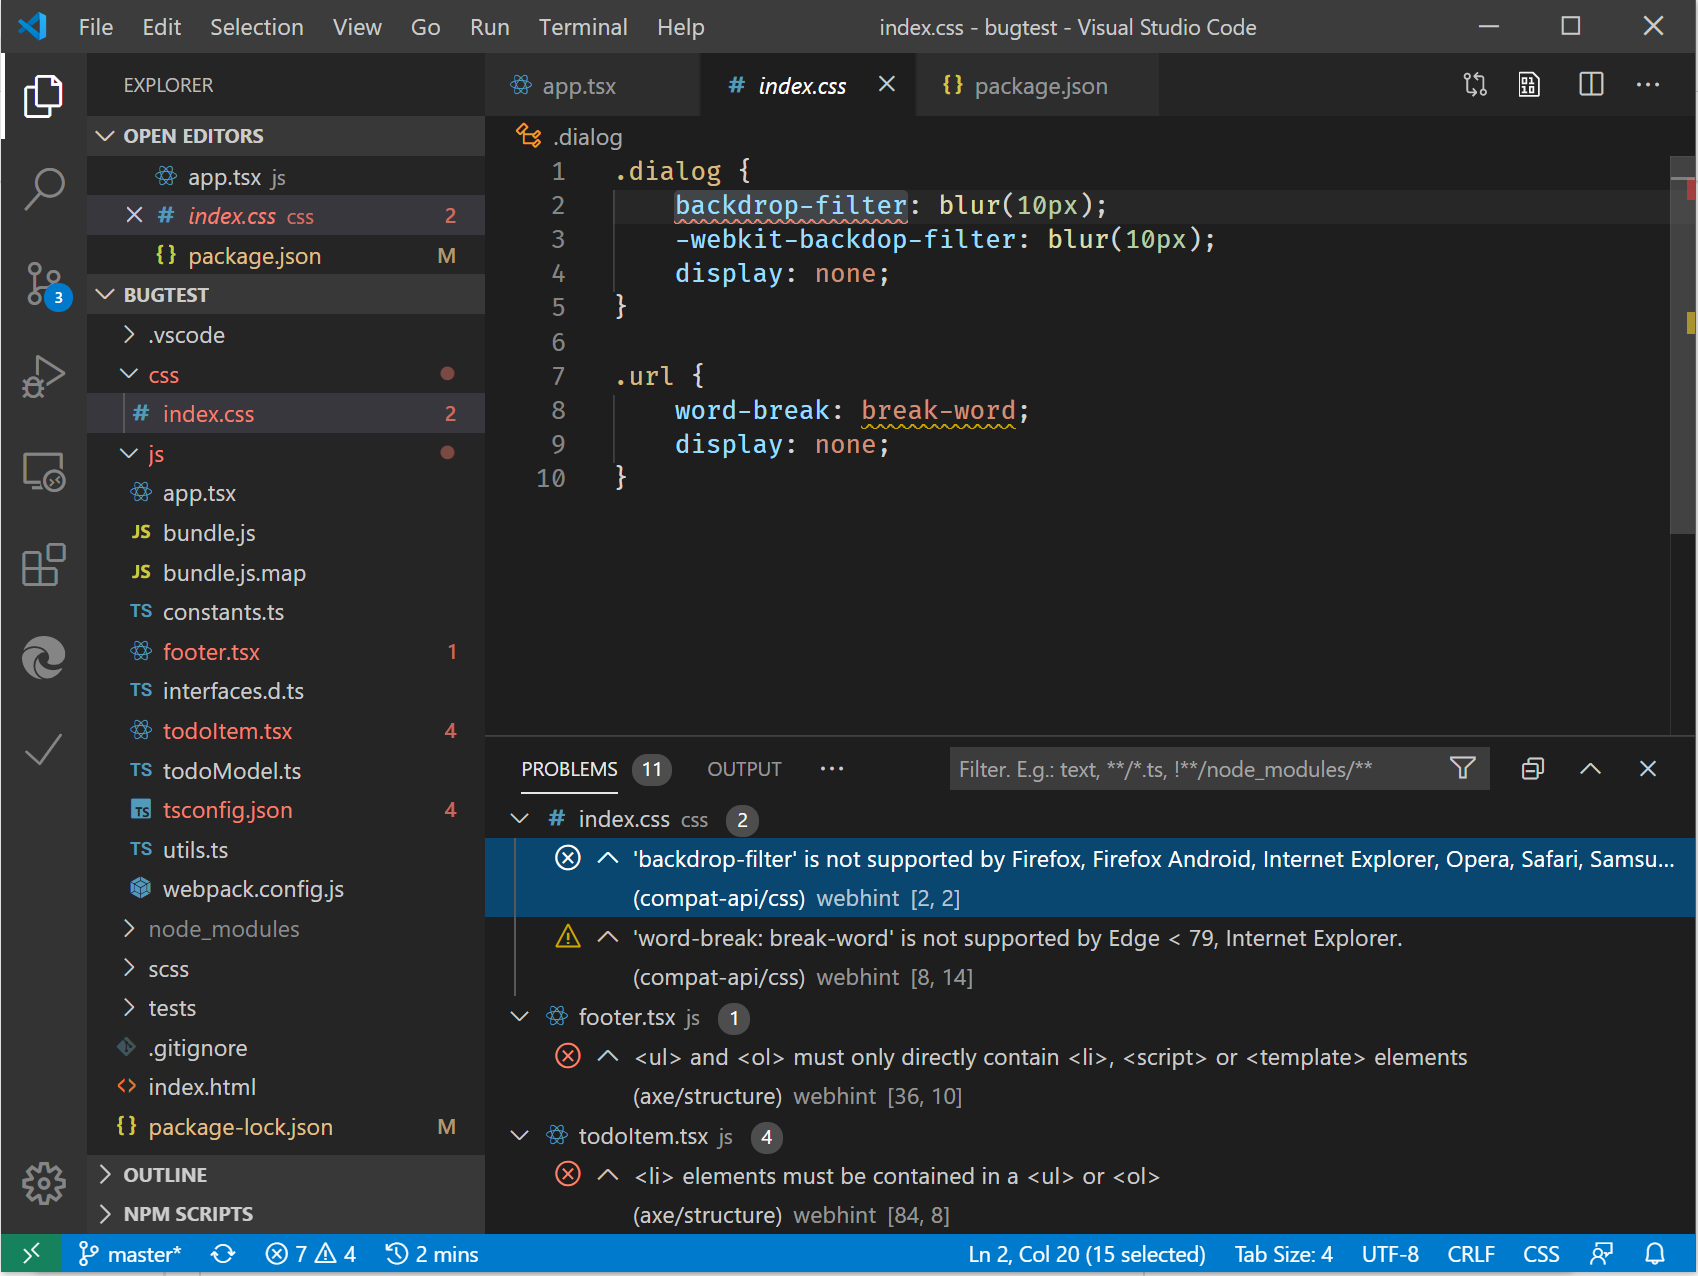 File Edit Selection View Go Run Terminal Help index.css - bugtest - Visual Studio Code
EXPLORER
OPEN EDITORS
app.tsx js
# index.css css 2
{} package.json M
BUGTEST
.vscode
css
# index.css 2
js
app.tsx
JS bundle.js
JS bundle.js.map
TS constants.ts
footer.tsx 1
TS interfaces.d.ts
todoItem.tsx 4
TS todoModel.ts
TS tsconfig.json 4
TS utils.ts
webpack.config.js
node_modules
scss
tests
.gitignore
<> index.html
{} package-lock.json M
OUTLINE
NPM SCRIPTS
3
app.tsx # index.css {} package.json
.dialog
1 .dialog {
2 backdrop-filter: blur(10px);
3 -webkit-backdop-filter: blur(10px);
4 display: none;
5 }
6
7 .url {
8 word-break: break-word;
9 display: none;
10 }
PROBLEMS 11 OUTPUT ··· Filter. E.g.: text, **/*.ts, !**/node_modules/**
# index.css css 2
'backdrop-filter' is not supported by Firefox, Firefox Android, Internet Explorer, Opera, Safari, Samsu...
(compat-api/css) webhint [2, 2]
'word-break: break-word' is not supported by Edge < 79, Internet Explorer.
(compat-api/css) webhint [8, 14]
footer.tsx js 1
<ul> and <ol> must only directly contain <li>, <script> or <template> elements
(axe/structure) webhint [36, 10]
todoItem.tsx js 4
<li> elements must be contained in a <ul> or <ol>
(axe/structure) webhint [84, 8]
master* 7 4 2 mins Ln 2, Col 20 (15 selected) Tab Size: 4 UTF-8 CRLF CSS